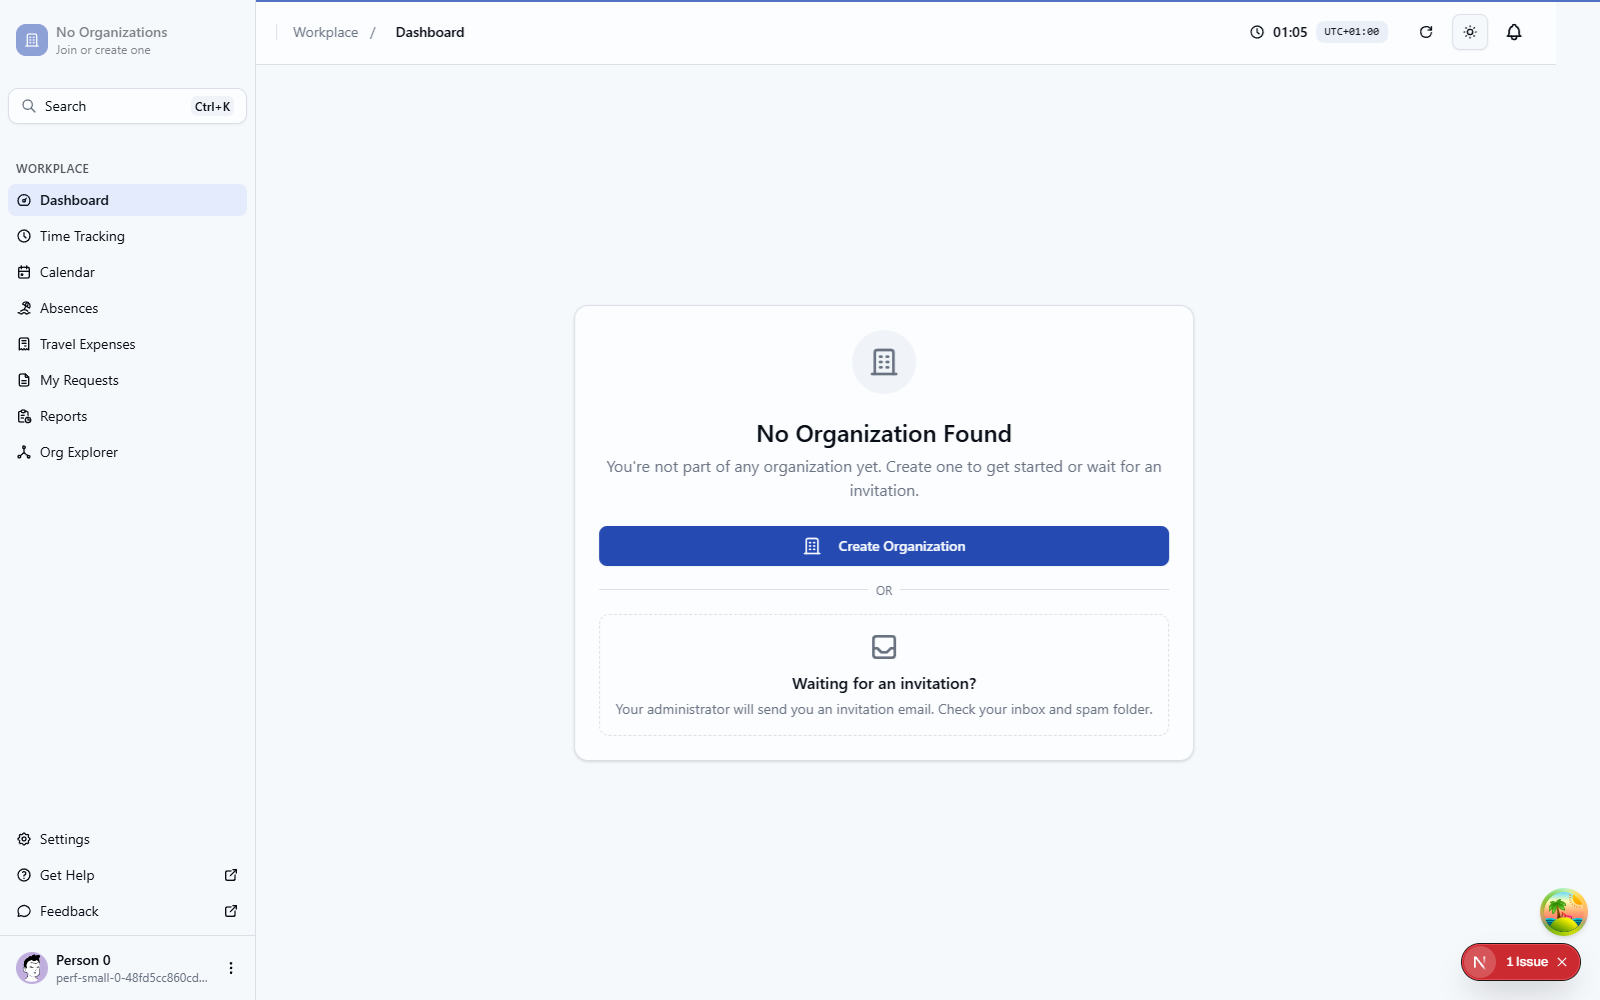 No Organizations
Join or create one
Search
Ctrl+K
WORKPLACE
Dashboard
Time Tracking
Calendar
Absences
Travel Expenses
My Requests
Reports
Org Explorer
Settings
Get Help
Feedback
Person 0
perf-small-0-48fd5cc860cd...
Workplace / Dashboard
01:05 UTC+01:00
No Organization Found
You're not part of any organization yet. Create one to get started or wait for an
invitation.
Create Organization
OR
Waiting for an invitation?
Your administrator will send you an invitation email. Check your inbox and spam folder.
N 1 Issue